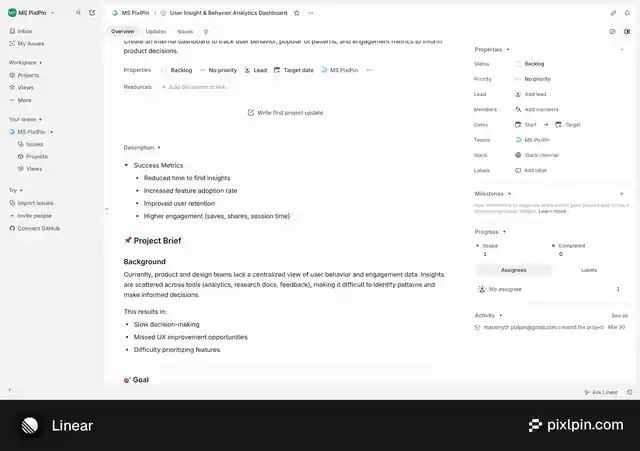 MS PixlPin
Inbox
My issues
Workspace
Projects
Views
More
Your teams
MS PixlPin
Issues
Projects
Views
Try
Import issues
Invite people
Connect GitHub
MS PixlPin › User Insight & Behavior Analytics Dashboard
Overview Updates Issues
Create an internal dashboard to track user behavior, popular UI patterns, and engagement metrics to inform
product decisions.
Properties Backlog No priority Lead Target date MS PixlPin
Resources + Add document or link...
Write first project update
Description
Success Metrics
• Reduced time to find insights
• Increased feature adoption rate
• Improved user retention
• Higher engagement (saves, shares, session time)
📌 Project Brief
Background
Currently, product and design teams lack a centralized view of user behavior and engagement data. Insights
are scattered across tools (analytics, research docs, feedback), making it difficult to identify patterns and
make informed decisions.
This results in:
• Slow decision-making
• Missed UX improvement opportunities
• Difficulty prioritizing features
🎯 Goal
Properties
Status Backlog
Priority No priority
Lead Add lead
Members Add members
Dates Start → Target
Teams MS PixlPin
Slack Slack channel
Labels Add label
Milestones +
Learn more
Progress
Scope Completed
1 0
Assignees Labels
No assignee 1
Activity See all
created the project Mar 30
? Ask Linear
Linear pixlpin.com